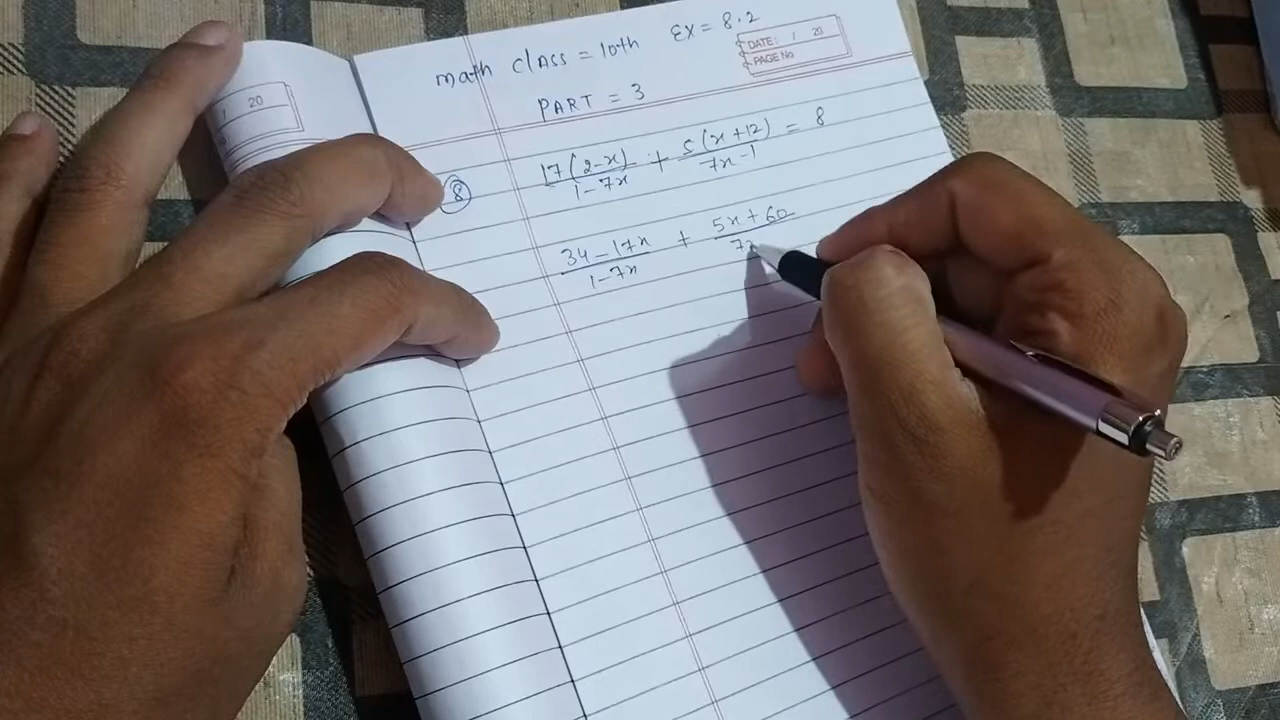 math class = 10th EX = 8.2
DATE: / 20
PAGE No
PART = 3
/ 20
8 17(2-x)/1-7x + 5(x+12)/7x-1 = 8
34-17x/1-7x + 5x+60/7x